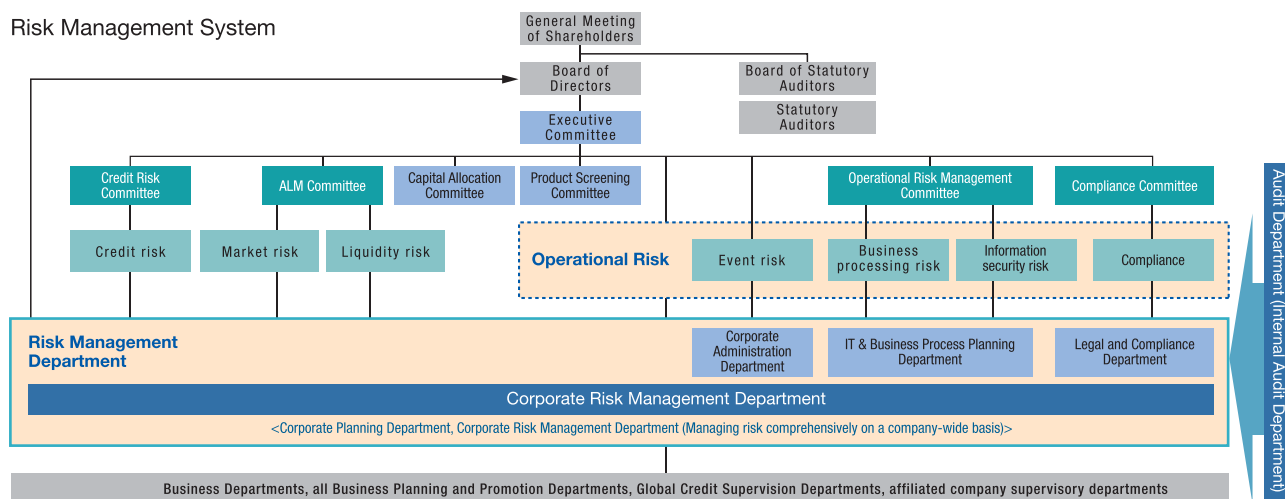 Risk Management System
General Meeting
of Shareholders
Board of
Directors
Board of Statutory
Auditors
Statutory
Auditors
Executive
Committee
Credit Risk
Committee
ALM Committee
Capital Allocation
Committee
Product Screening
Committee
Operational Risk Management
Committee
Compliance Committee
Credit risk
Market risk
Liquidity risk
Operational Risk
Event risk
Business
processing risk
Information
security risk
Compliance
Risk Management
Department
Corporate
Administration
Department
IT & Business Process Planning
Department
Legal and Compliance
Department
Corporate Risk Management Department
<Corporate Planning Department, Corporate Risk Management Department (Managing risk comprehensively on a company-wide basis)>
Business Departments, all Business Planning and Promotion Departments, Global Credit Supervision Departments, affiliated company supervisory departments
Audit Department (Internal Audit Department)